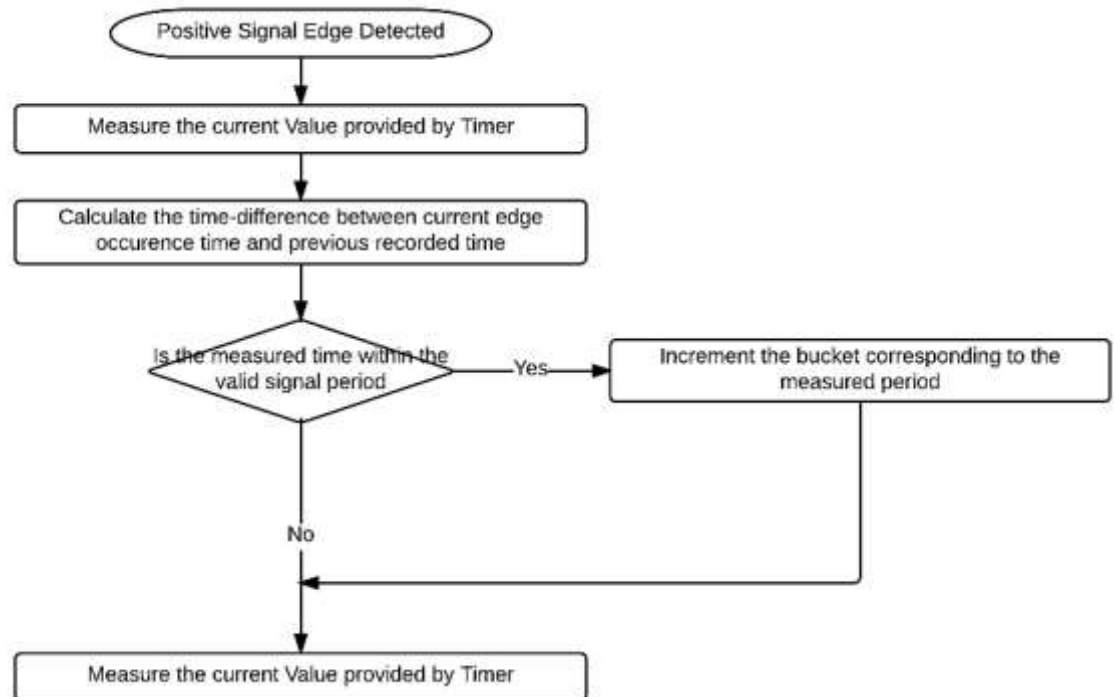 Positive Signal Edge Detected
Measure the current Value provided by Timer
Calculate the time-difference between current edge
occurence time and previous recorded time
Is the measured time within the
valid signal period
Yes
Increment the bucket corresponding to the
measured period
No
Measure the current Value provided by Timer